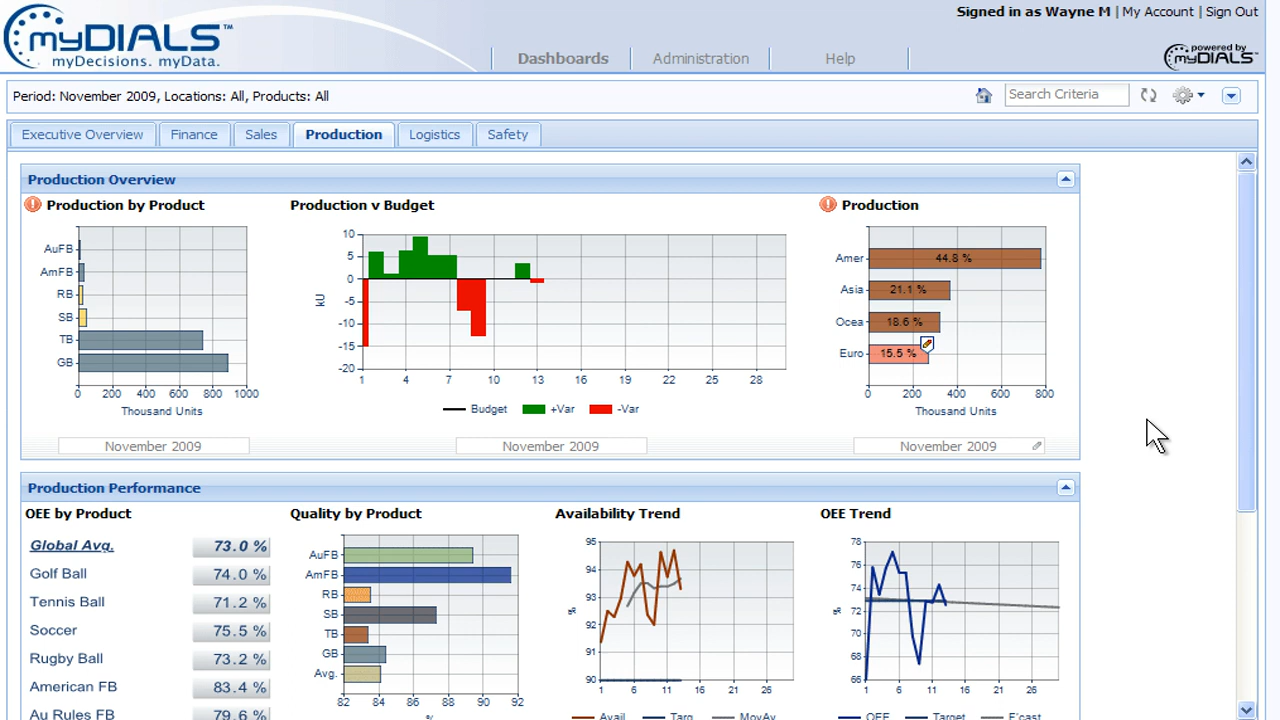 myDIALS™
myDecisions. myData.
Signed in as Wayne M | My Account | Sign Out
Dashboards
Administration
Help
powered by
myDIALS™
Period: November 2009, Locations: All, Products: All
Search Criteria
Executive Overview
Finance
Sales
Production
Logistics
Safety
Production Overview
Production by Product
AuFB
AmFB
RB
SB
TB
GB
0 200 400 600 800 1000
Thousand Units
November 2009
Production v Budget
10
5
0
-5
-10
-15
-20
kU
1 4 7 10 13 16 19 22 25 28
Budget +Var -Var
November 2009
Production
Amer 44.8 %
Asia 21.1 %
Ocea 18.6 %
Euro 15.5 %
0 200 400 600 800
Thousand Units
November 2009
Production Performance
OEE by Product
Global Avg. 73.0 %
Golf Ball 74.0 %
Tennis Ball 71.2 %
Soccer 75.5 %
Rugby Ball 73.2 %
American FB 83.4 %
Au Rules FB 79.6 %
Quality by Product
AuFB
AmFB
RB
SB
TB
GB
Avg.
82 84 86 88 90 92
%
Availability Trend
95
94
93
92
91
90
%
1 6 11 16 21 26
Avail Targ MovAv
OEE Trend
78
76
74
72
70
68
66
%
1 6 11 16 21 26
OEE Target F'cast